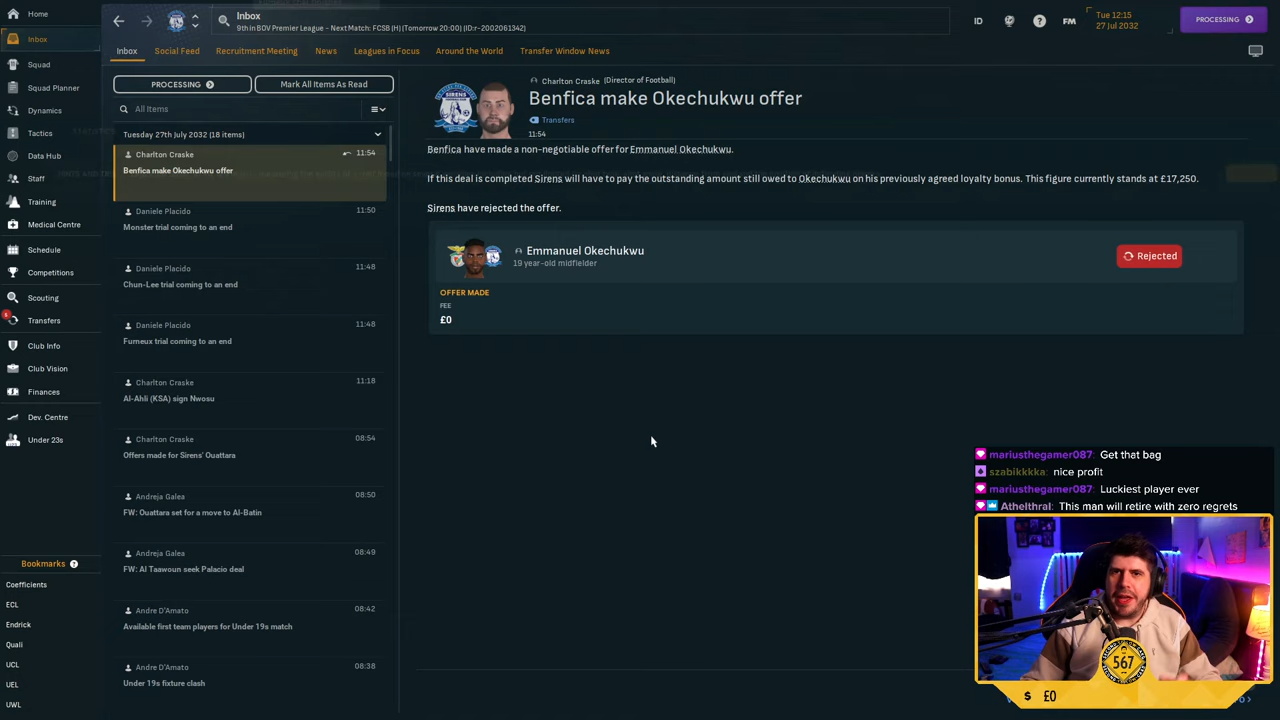 Inbox
9th in BOV Premier League - Next Match: FCSB (H) (Tomorrow 20:00) (ID:r-2002061342)
ID
FM
Tue 12:15
27 Jul 2032
PROCESSING
Home
Inbox
Squad
Squad Planner
Dynamics
Tactics
Data Hub
Staff
Training
Medical Centre
Schedule
Competitions
Scouting
Transfers
Club Info
Club Vision
Finances
Dev. Centre
Under 23s
Bookmarks
Coefficients
ECL
Endrick
Quali
UCL
UEL
UWL
Inbox Social Feed Recruitment Meeting News Leagues in Focus Around the World Transfer Window News
PROCESSING Mark All Items As Read
All Items
Tuesday 27th July 2032 (18 items)
Charlton Craske 11:54
Benfica make Okechukwu offer
Daniele Placido 11:50
Monster trial coming to an end
Daniele Placido 11:48
Chun-Lee trial coming to an end
Daniele Placido 11:48
Fumeux trial coming to an end
Charlton Craske 11:18
Al-Ahli (KSA) sign Nwosu
Charlton Craske 08:54
Offers made for Sirens' Ouattara
Andreja Galea 08:50
FW: Ouattara set for a move to Al-Batin
Andreja Galea 08:49
FW: Al Taawoun seek Palacio deal
Andre D'Amato 08:42
Available first team players for Under 19s match
Andre D'Amato 08:38
Under 19s fixture clash
SIRENS
Charlton Craske (Director of Football)
Benfica make Okechukwu offer
Transfers
11:54
Benfica have made a non-negotiable offer for Emmanuel Okechukwu.
If this deal is completed Sirens will have to pay the outstanding amount still owed to Okechukwu on his previously agreed loyalty bonus. This figure currently stands at £17,250.
Sirens have rejected the offer.
Emmanuel Okechukwu
19 year-old midfielder
Rejected
OFFER MADE
FEE
£0
mariusthegamer087: Get that bag
szabikkkka: nice profit
mariusthegamer087: Luckiest player ever
Athelthral: This man will retire with zero regrets
567
$ £0